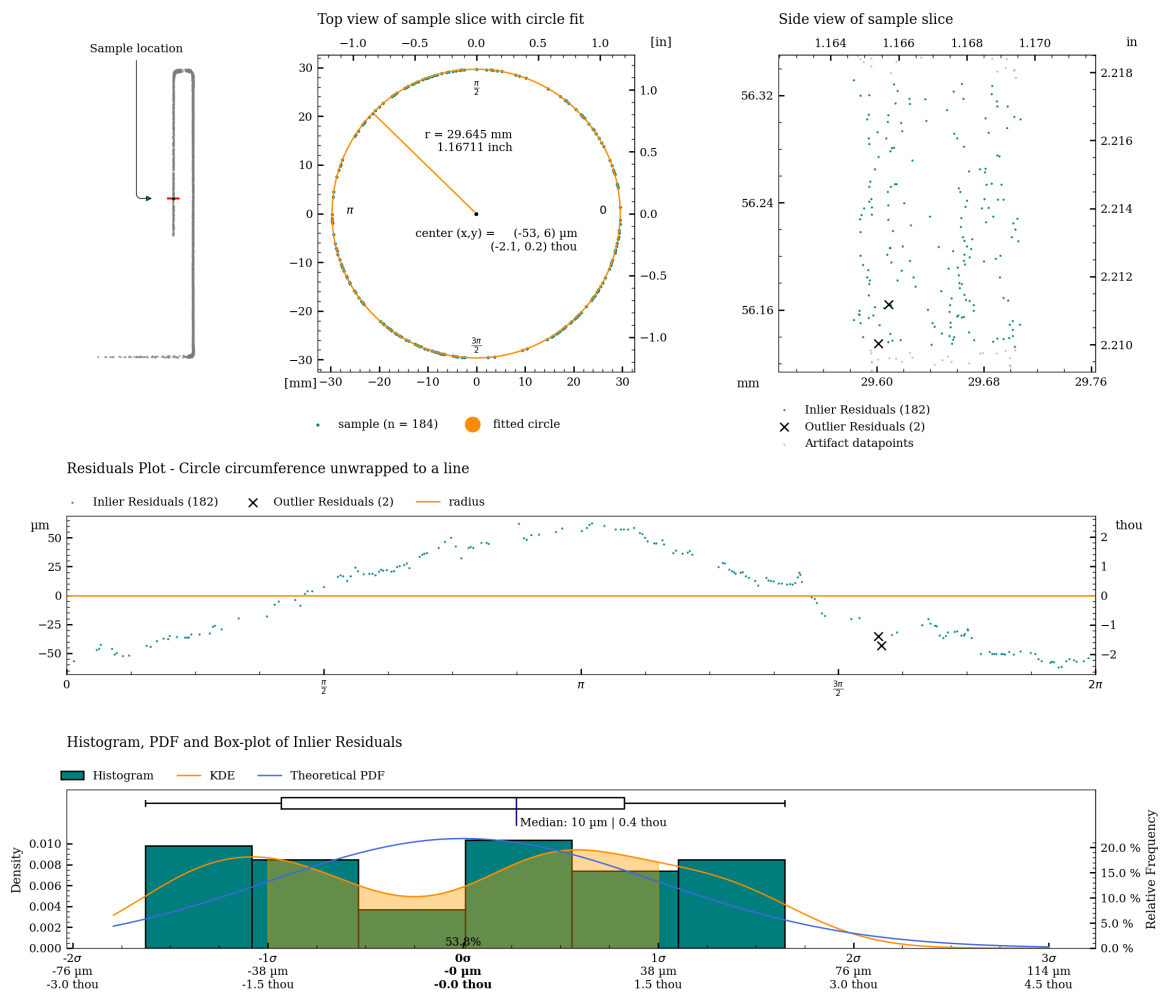 Sample location
Top view of sample slice with circle fit
−1.0 −0.5 0.0 0.5 1.0 [in]
30
20
10
0
−10
−20
−30
1.0
0.5
0.0
−0.5
−1.0
π/2
r = 29.645 mm
1.16711 inch
π
0
center (x,y) = (-53, 6) µm
(-2.1, 0.2) thou
3π/2
[mm] −30 −20 −10 0 10 20 30
sample (n = 184) fitted circle
Side view of sample slice
1.164 1.166 1.168 1.170 in
56.32
56.24
56.16
2.218
2.216
2.214
2.212
2.210
mm 29.60 29.68 29.76
Inlier Residuals (182)
Outlier Residuals (2)
Artifact datapoints
Residuals Plot - Circle circumference unwrapped to a line
Inlier Residuals (182) Outlier Residuals (2) radius
µm thou
50 2
25 1
0 0
−25 −1
−50 −2
0 π/2 π 3π/2 2π
Histogram, PDF and Box-plot of Inlier Residuals
Histogram KDE Theoretical PDF
Median: 10 µm | 0.4 thou
Density
0.010
0.008
0.006
0.004
0.002
0.000
Relative Frequency
20.0 %
15.0 %
10.0 %
5.0 %
0.0 %
53.8%
-2σ -1σ 0σ 1σ 2σ 3σ
-76 µm -38 µm -0 µm 38 µm 76 µm 114 µm
-3.0 thou -1.5 thou -0.0 thou 1.5 thou 3.0 thou 4.5 thou